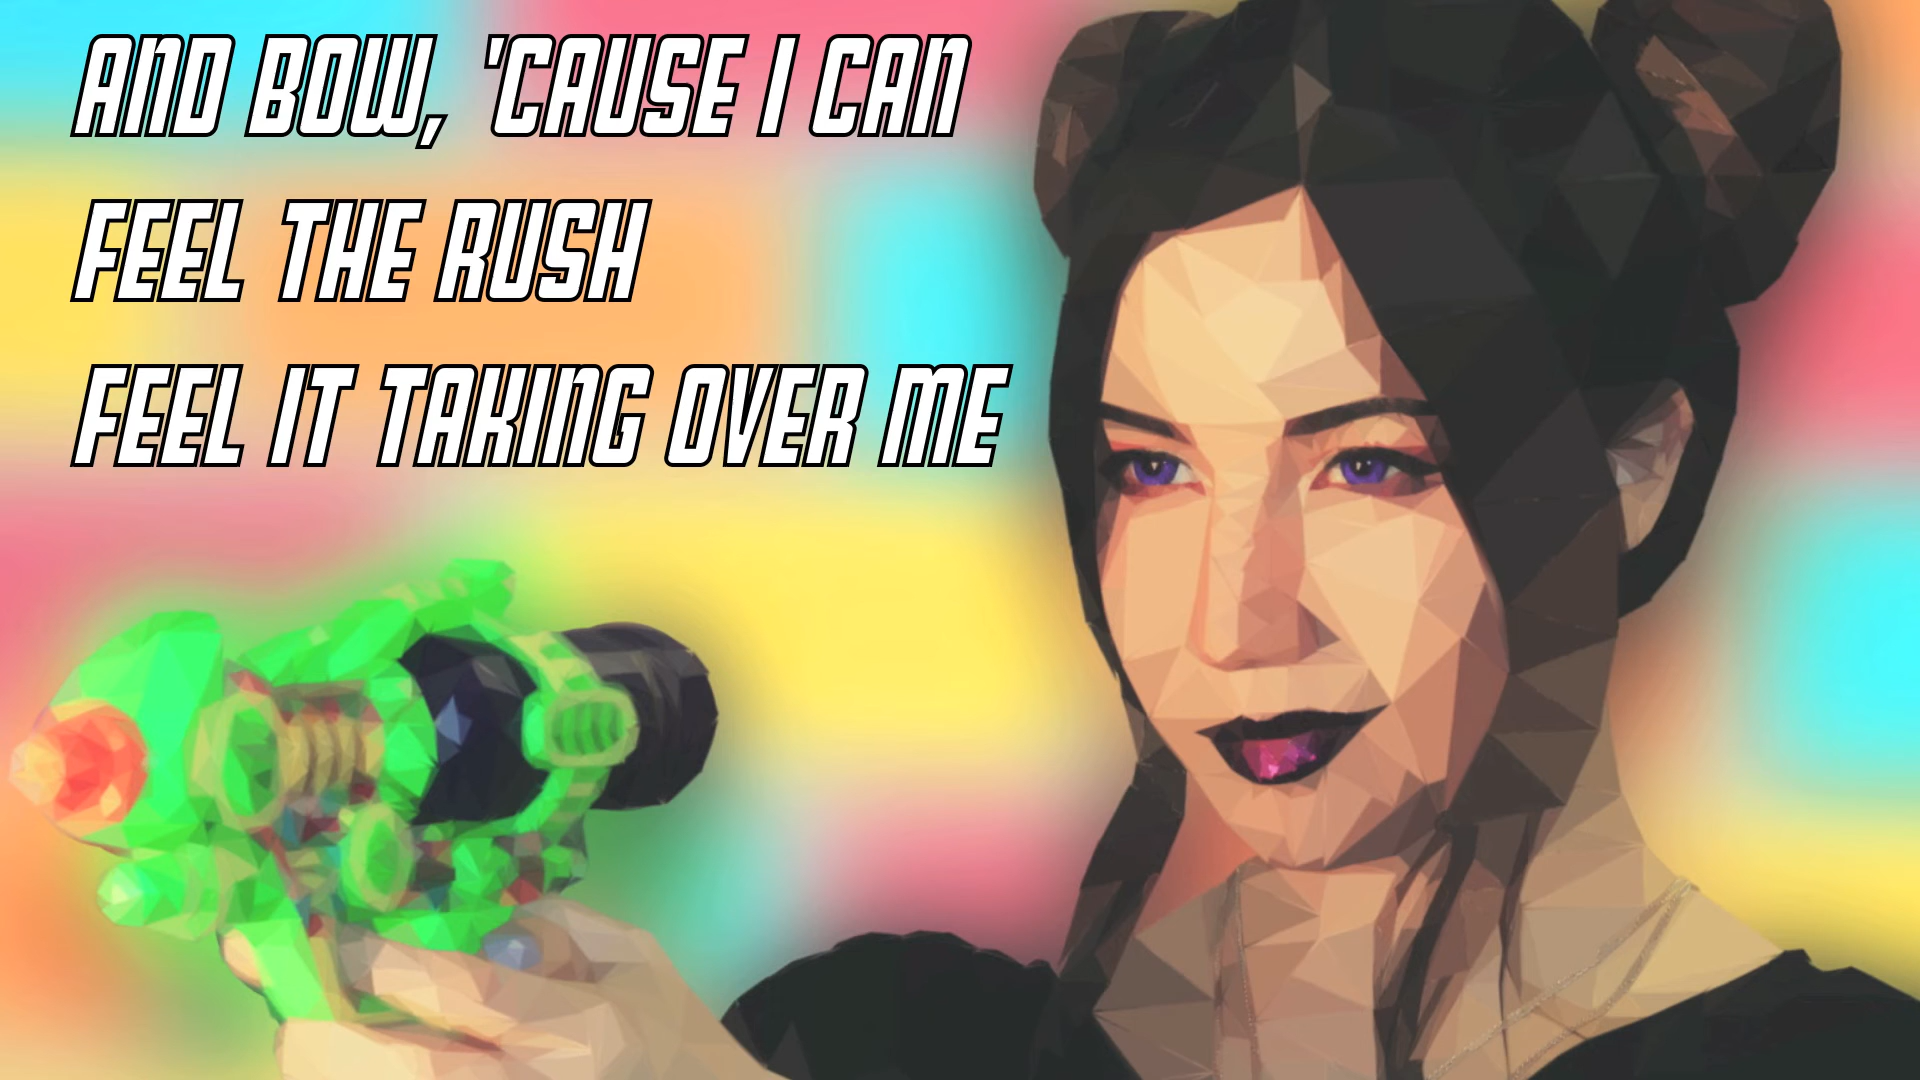 AND BOW, 'CAUSE I CAN
FEEL THE RUSH
FEEL IT TAKING OVER ME